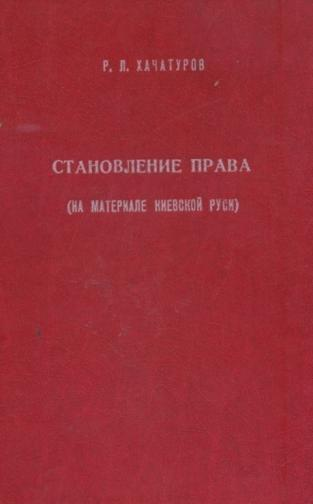 Р. Л. ХАЧАТУРОВ
СТАНОВЛЕНИЕ ПРАВА
(НА МАТЕРИАЛЕ КИЕВСКОЙ РУСИ)